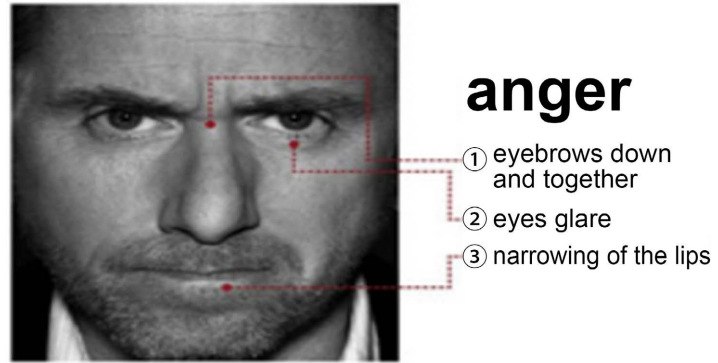 anger
① eyebrows down
and together
② eyes glare
③ narrowing of the lips